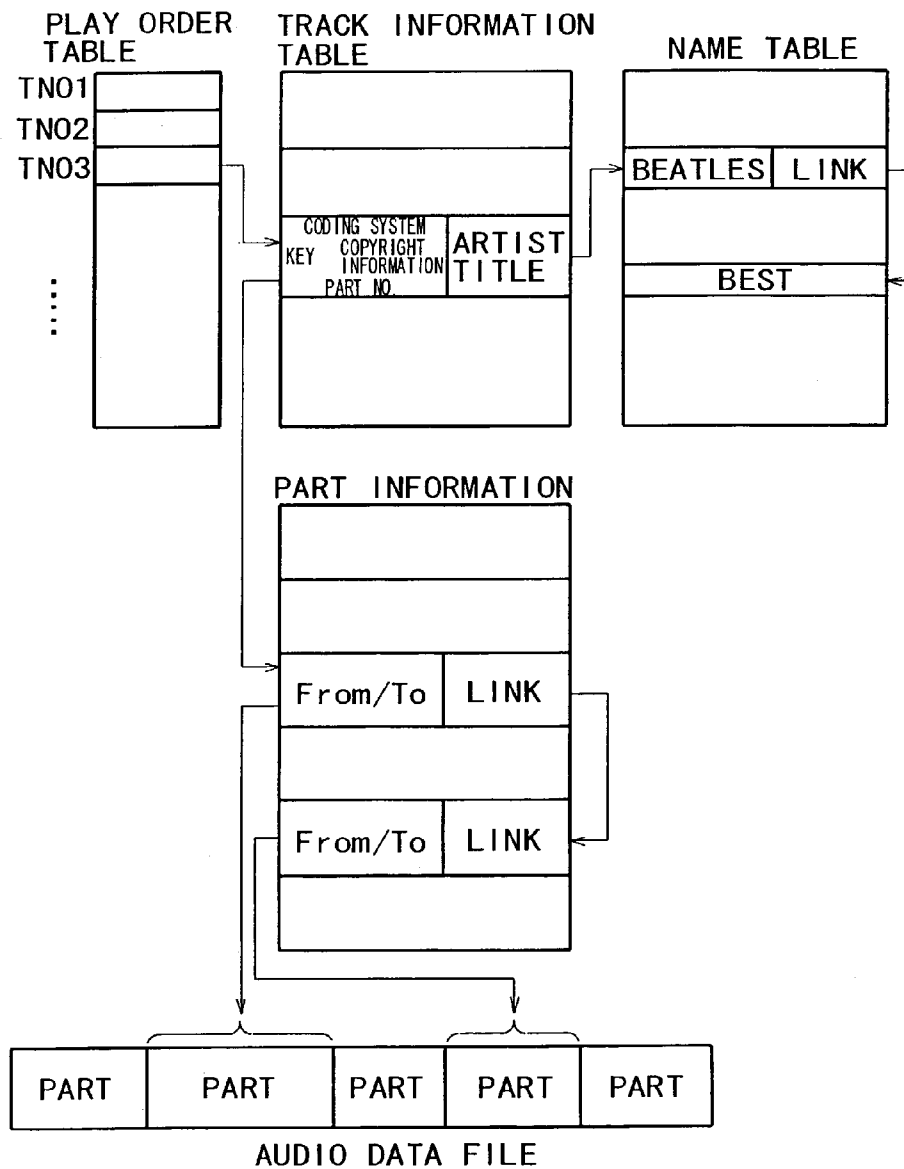 PLAY ORDER
TABLE
TRACK INFORMATION
TABLE
NAME TABLE
TNO1
TNO2
TNO3
BEATLES LINK
CODING SYSTEM
KEY COPYRIGHT
INFORMATION
PART NO.
ARTIST
TITLE
BEST
PART INFORMATION
From/To LINK
From/To LINK
PART PART PART PART PART
AUDIO DATA FILE